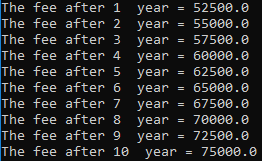 The fee after 1  year = 52500.0
The fee after 2  year = 55000.0
The fee after 3  year = 57500.0
The fee after 4  year = 60000.0
The fee after 5  year = 62500.0
The fee after 6  year = 65000.0
The fee after 7  year = 67500.0
The fee after 8  year = 70000.0
The fee after 9  year = 72500.0
The fee after 10  year = 75000.0